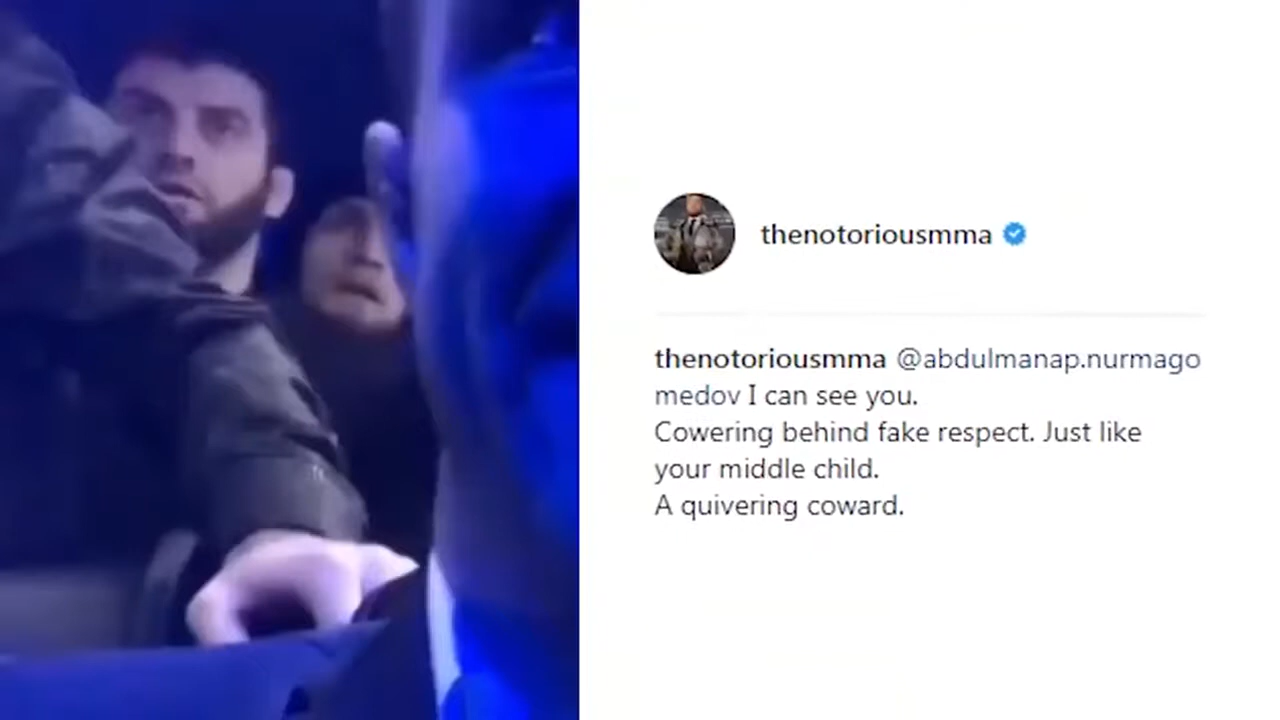 thenotoriousmma
thenotoriousmma @abdulmanap.nurmago
medov I can see you.
Cowering behind fake respect. Just like
your middle child.
A quivering coward.